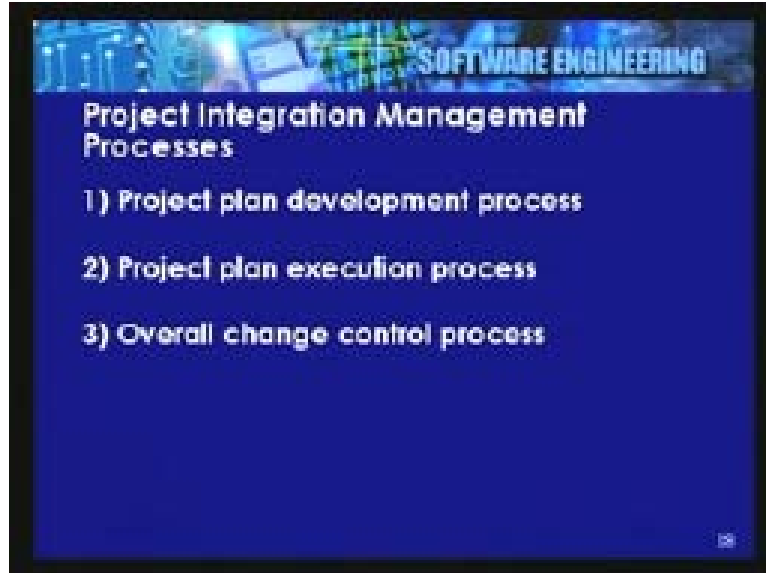 SOFTWARE ENGINEERING
Project Integration Management
Processes
1) Project plan development process
2) Project plan execution process
3) Overall change control process